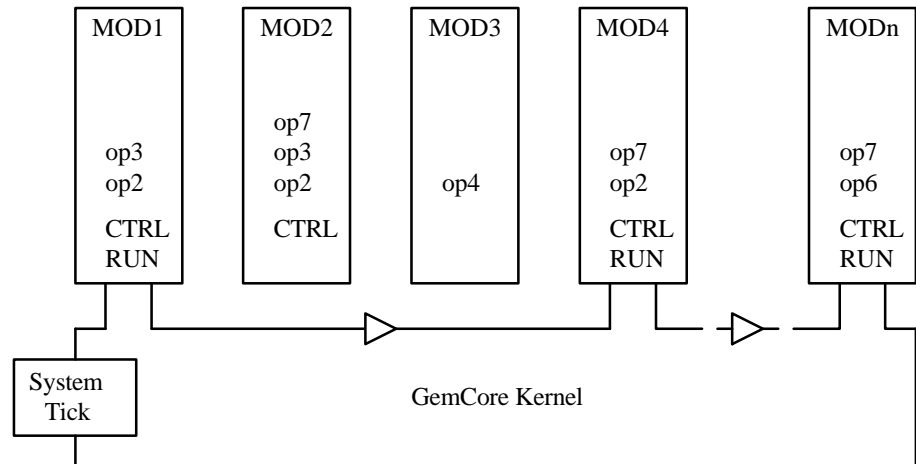 MOD1
op3
op2
CTRL
RUN
MOD2
op7
op3
op2
CTRL
MOD3
op4
MOD4
op7
op2
CTRL
RUN
MODn
op7
op6
CTRL
RUN
System
Tick
GemCore Kernel